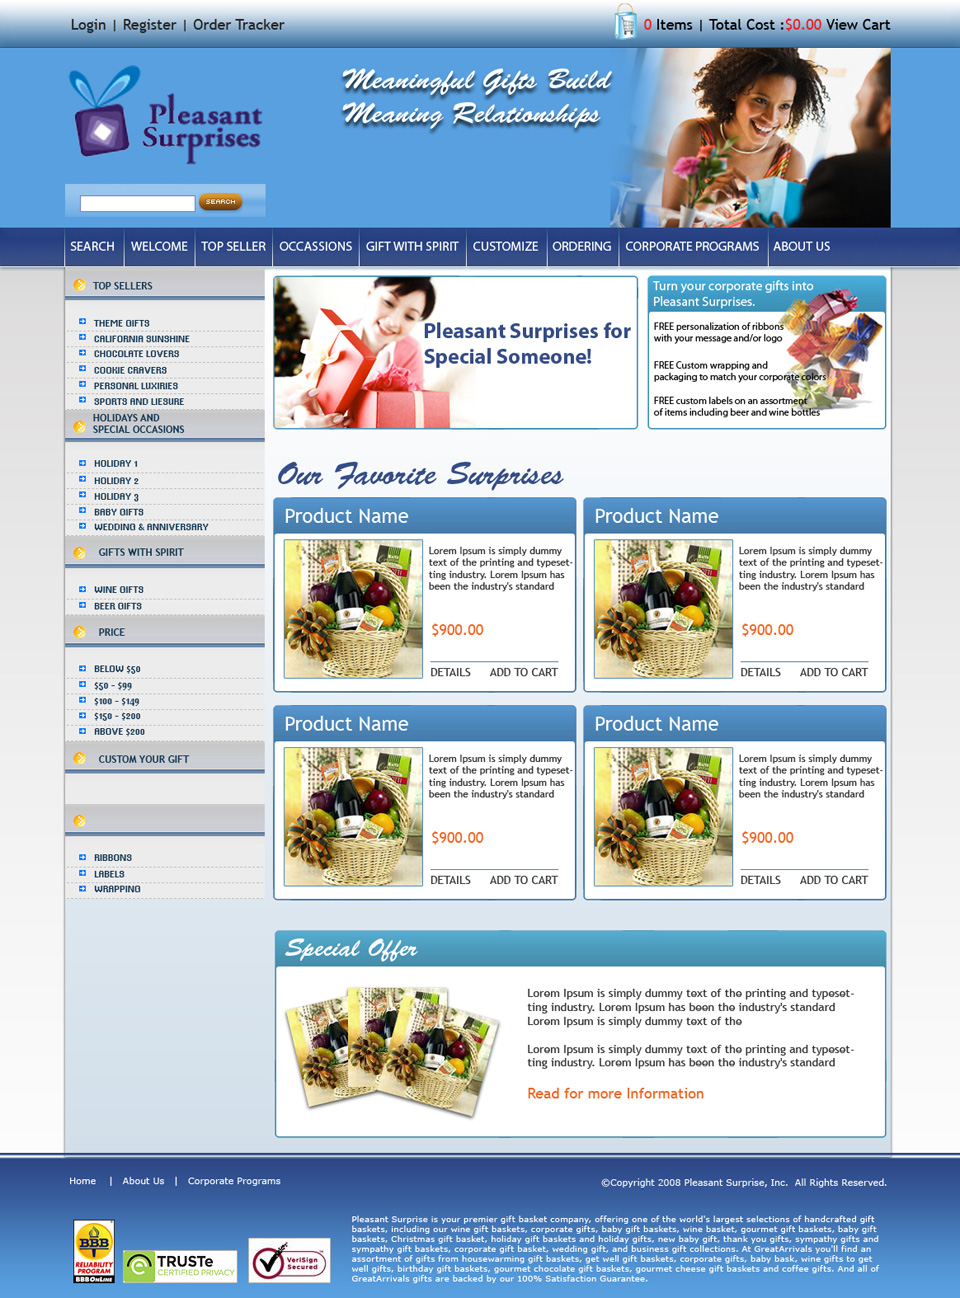 Login | Register | Order Tracker
0 Items | Total Cost :$0.00 View Cart
Pleasant
Surprises
Meaningful Gifts Build
Meaning Relationships
SEARCH
SEARCH
WELCOME
TOP SELLER
OCCASSIONS
GIFT WITH SPIRIT
CUSTOMIZE
ORDERING
CORPORATE PROGRAMS
ABOUT US
TOP SELLERS
THEME GIFTS
CALIFORNIA SUNSHINE
CHOCOLATE LOVERS
COOKIE CRAVERS
PERSONAL LUXIRIES
SPORTS AND LIESURE
HOLIDAYS AND
SPECIAL OCCASIONS
HOLIDAY 1
HOLIDAY 2
HOLIDAY 3
BABY GIFTS
WEDDING & ANNIVERSARY
GIFTS WITH SPIRIT
WINE GIFTS
BEER GIFTS
PRICE
BELOW $50
$50 - $99
$100 - $149
$150 - $200
ABOVE $200
CUSTOM YOUR GIFT
RIBBONS
LABELS
WRAPPING
Pleasant Surprises for
Special Someone!
Turn your corporate gifts into
Pleasant Surprises.
FREE personalization of ribbons
with your message and/or logo
FREE Custom wrapping and
packaging to match your corporate colors
FREE custom labels on an assortment
of items including beer and wine bottles
Our Favorite Surprises
Product Name
Lorem Ipsum is simply dummy
text of the printing and typeset-
ting industry. Lorem Ipsum has
been the industry's standard
$900.00
DETAILS ADD TO CART
Product Name
Lorem Ipsum is simply dummy
text of the printing and typeset-
ting industry. Lorem Ipsum has
been the industry's standard
$900.00
DETAILS ADD TO CART
Product Name
Lorem Ipsum is simply dummy
text of the printing and typeset-
ting industry. Lorem Ipsum has
been the industry's standard
$900.00
DETAILS ADD TO CART
Product Name
Lorem Ipsum is simply dummy
text of the printing and typeset-
ting industry. Lorem Ipsum has
been the industry's standard
$900.00
DETAILS ADD TO CART
Special Offer
Lorem Ipsum is simply dummy text of the printing and typeset-
ting industry. Lorem Ipsum has been the industry's standard
Lorem Ipsum is simply dummy text of the
Lorem Ipsum is simply dummy text of the printing and typeset-
ting industry. Lorem Ipsum has been the industry's standard
Read for more Information
Home | About Us | Corporate Programs
©Copyright 2008 Pleasant Surprise, Inc. All Rights Reserved.
BBB
RELIABILITY
PROGRAM
BBBOnLine
TRUSTe
CERTIFIED PRIVACY
VeriSign
Secured
Pleasant Surprise is your premier gift basket company, offering one of the world's largest selections of handcrafted gift
baskets, including our wine gift baskets, corporate gifts, baby gift baskets, wine basket, gourmet gift baskets, baby gift
baskets, Christmas gift basket, holiday gift baskets and holiday gifts, new baby gift, thank you gifts, sympathy gifts and
sympathy gift baskets, corporate gift basket, wedding gift, and business gift collections. At GreatArrivals you'll find an
assortment of gifts from housewarming gift baskets, get well gift baskets, corporate gifts, baby bask, wine gifts to get
well gifts, birthday gift baskets, gourmet chocolate gift baskets, gourmet cheese gift baskets and coffee gifts. And all of
GreatArrivals gifts are backed by our 100% Satisfaction Guarantee.